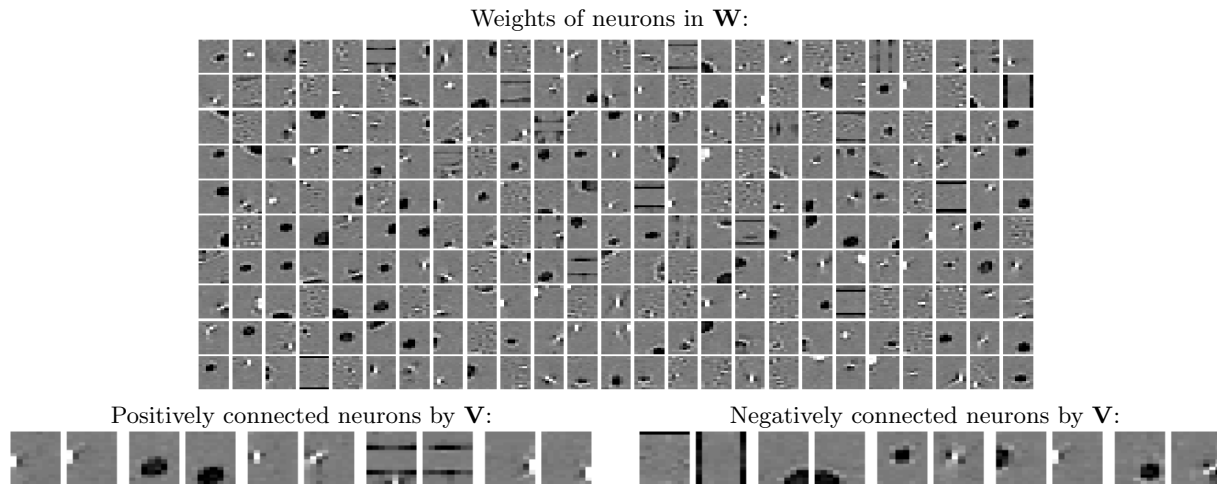 Weights of neurons in W:
Positively connected neurons by V:
Negatively connected neurons by V: